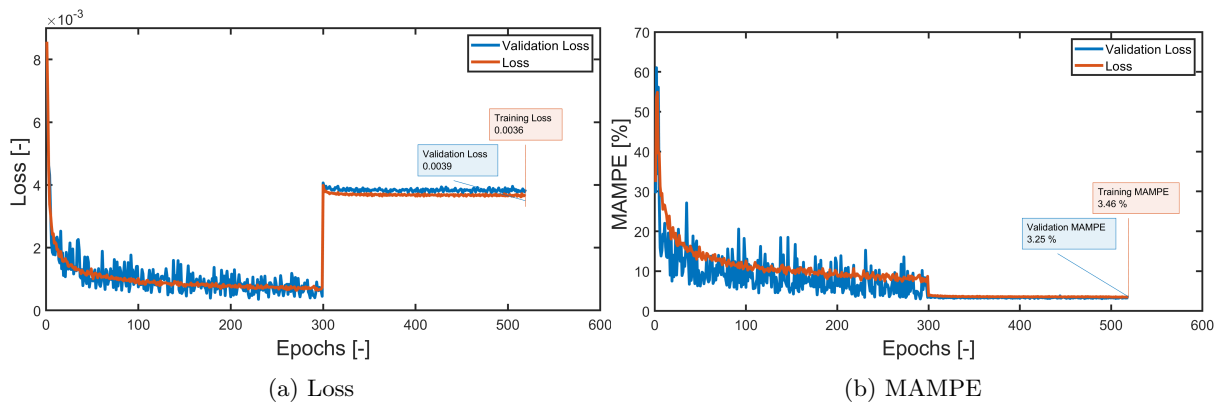 ×10⁻³
8
6
4
2
0
Loss [-]
0
100
200
300
400
500
600
Epochs [-]
Validation Loss
Loss
Training Loss
0.0036
Validation Loss
0.0039
(a) Loss
70
60
50
40
30
20
10
0
MAMPE [%]
0
100
200
300
400
500
600
Epochs [-]
Validation Loss
Loss
Training MAMPE
3.46 %
Validation MAMPE
3.25 %
(b) MAMPE